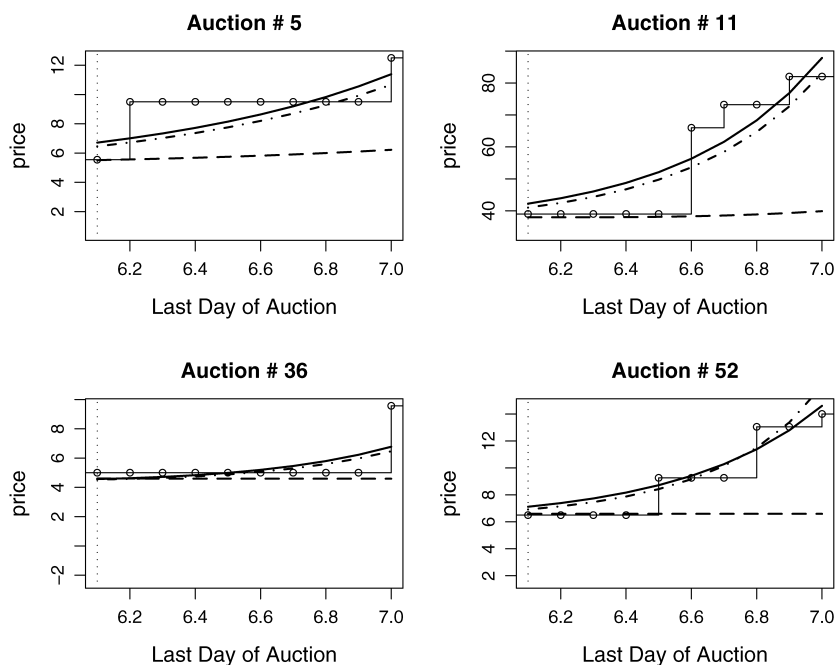 Auction # 5
Auction # 11
12
8
6
4
2
price
6.2 6.4 6.6 6.8 7.0
Last Day of Auction
80
60
40
price
6.2 6.4 6.6 6.8 7.0
Last Day of Auction
Auction # 36
Auction # 52
8
6
4
2
−2
price
6.2 6.4 6.6 6.8 7.0
Last Day of Auction
12
8
6
4
2
price
6.2 6.4 6.6 6.8 7.0
Last Day of Auction